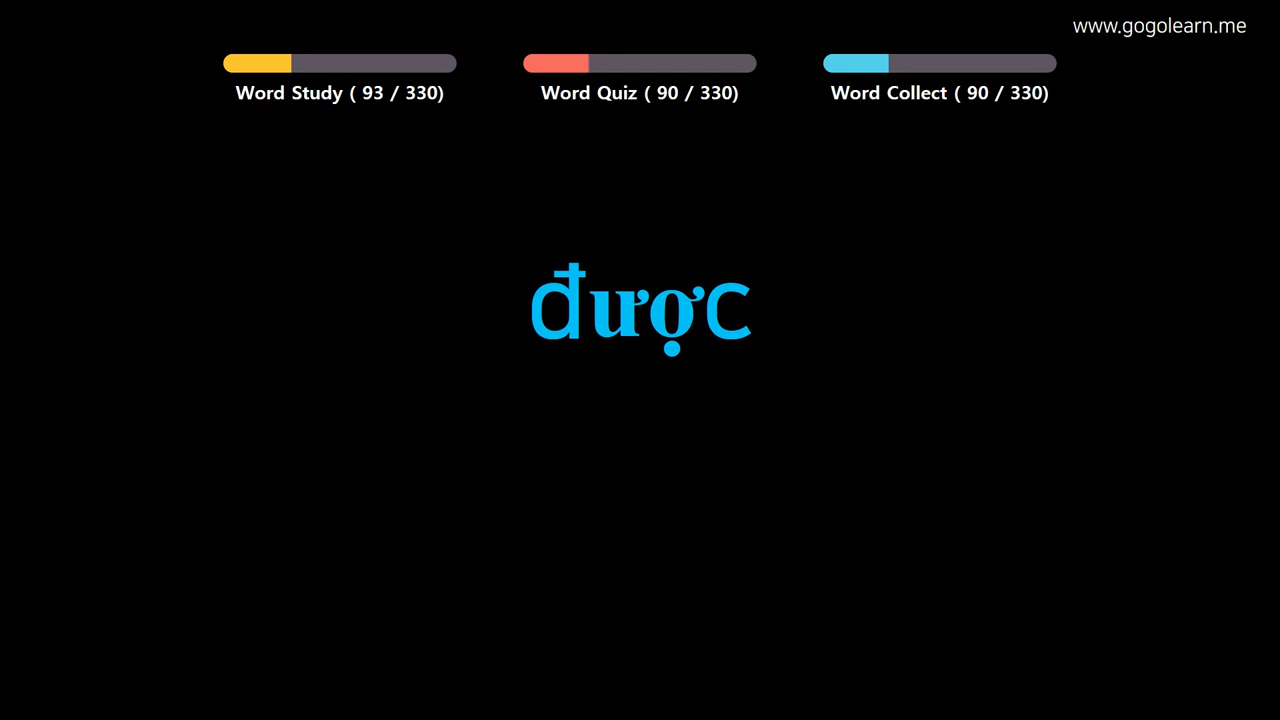 www.gogolearn.me
Word Study ( 93 / 330)
Word Quiz ( 90 / 330)
Word Collect ( 90 / 330)
được